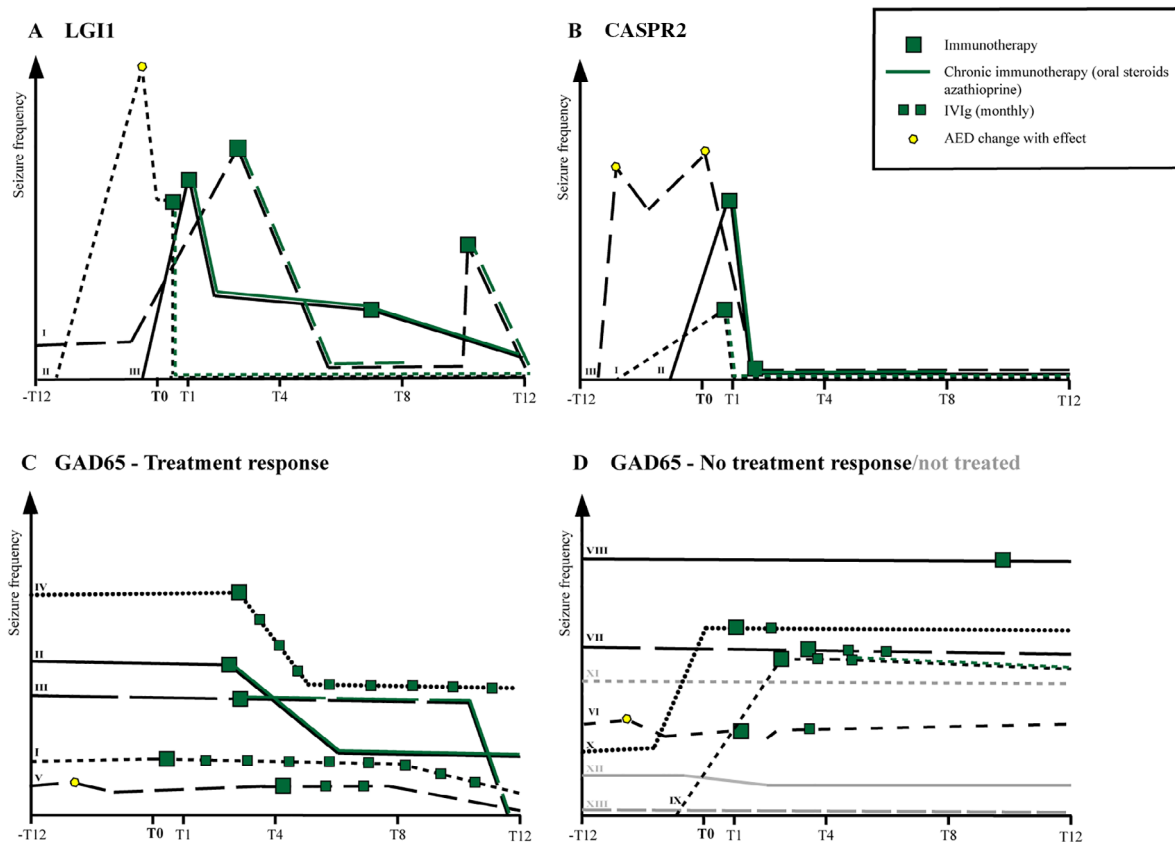 A LGI1
B CASPR2
Immunotherapy
Chronic immunotherapy (oral steroids
azathioprine)
IVIg (monthly)
AED change with effect
Seizure frequency
I
II
III
-T12
T0
T1
T4
T8
T12
Seizure frequency
III
I
II
-T12
T0
T1
T4
T8
T12
C GAD65 - Treatment response
D GAD65 - No treatment response/not treated
Seizure frequency
IV
II
III
I
V
-T12
T0
T1
T4
T8
T12
Seizure frequency
VIII
VII
XI
VI
X
XII
XIII
IX
-T12
T0
T1
T4
T8
T12